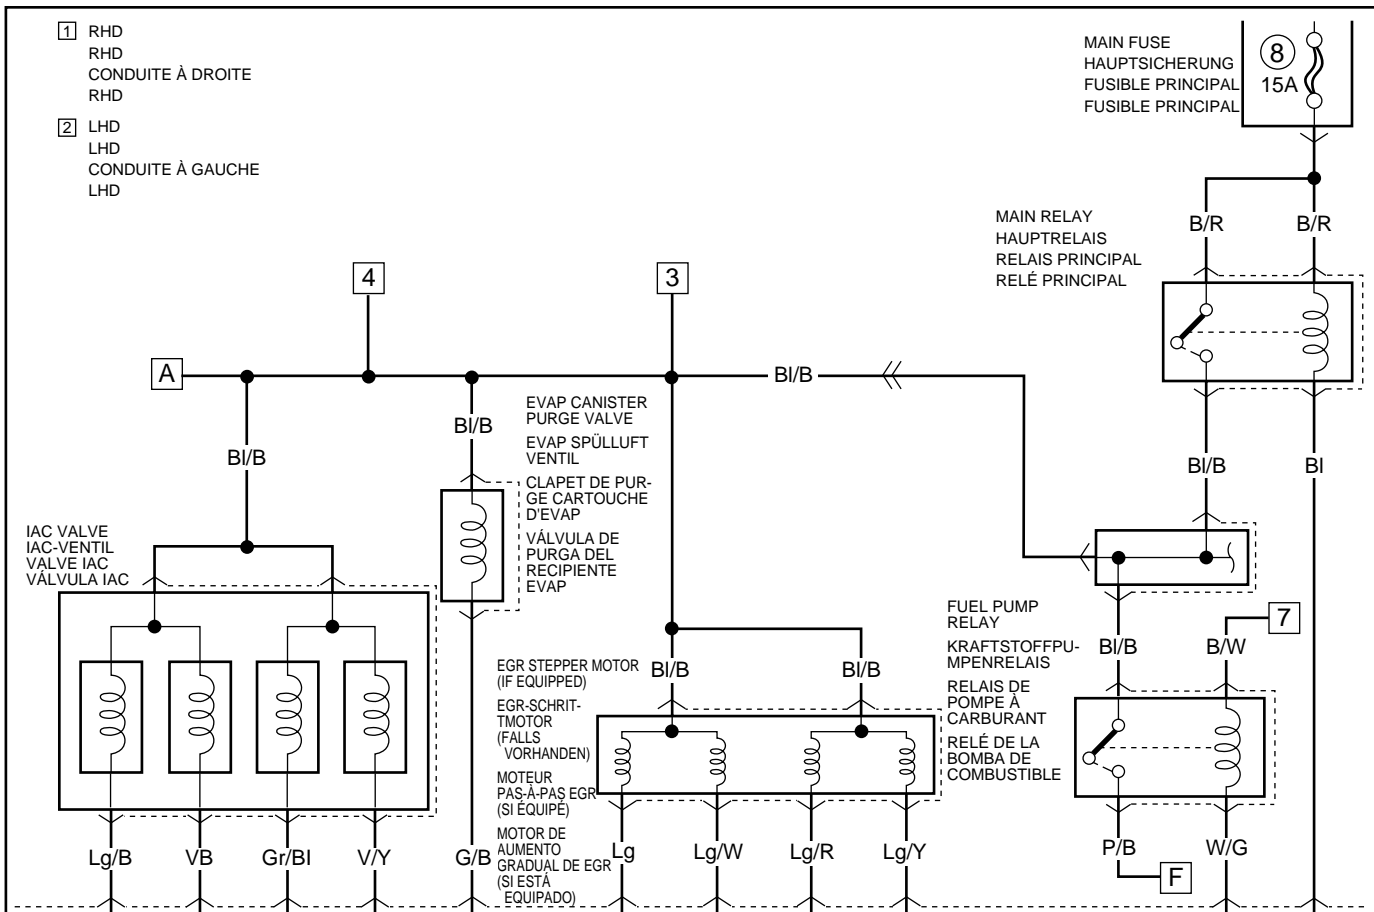 1 RHD
RHD
CONDUITE À DROITE
RHD
2 LHD
LHD
CONDUITE À GAUCHE
LHD
MAIN FUSE
HAUPTSICHERUNG
FUSIBLE PRINCIPAL
FUSIBLE PRINCIPAL
8
15A
MAIN RELAY
HAUPTRELAIS
RELAIS PRINCIPAL
RELÉ PRINCIPAL
B/R
B/R
4
3
A
Bl/B
Bl/B
Bl/B
EVAP CANISTER
PURGE VALVE
EVAP SPÜLLUFT
VENTIL
CLAPET DE PUR-
GE CARTOUCHE
D'EVAP
VÁLVULA DE
PURGA DEL
RECIPIENTE
EVAP
Bl/B
Bl
IAC VALVE
IAC-VENTIL
VALVE IAC
VÁLVULA IAC
FUEL PUMP
RELAY
KRAFTSTOFFPU-
MPENRELAIS
RELAIS DE
POMPE À
CARBURANT
RELÉ DE LA
BOMBA DE
COMBUSTIBLE
7
Bl/B
B/W
EGR STEPPER MOTOR
(IF EQUIPPED)
EGR-SCHRIT-
TMOTOR
(FALLS
VORHANDEN)
MOTEUR
PAS-À-PAS EGR
(SI ÉQUIPÉ)
MOTOR DE
AUMENTO
GRADUAL DE EGR
(SI ESTÁ
EQUIPADO)
Bl/B
Bl/B
Lg/B
VB
Gr/Bl
V/Y
G/B
Lg
Lg/W
Lg/R
Lg/Y
P/B
W/G
F